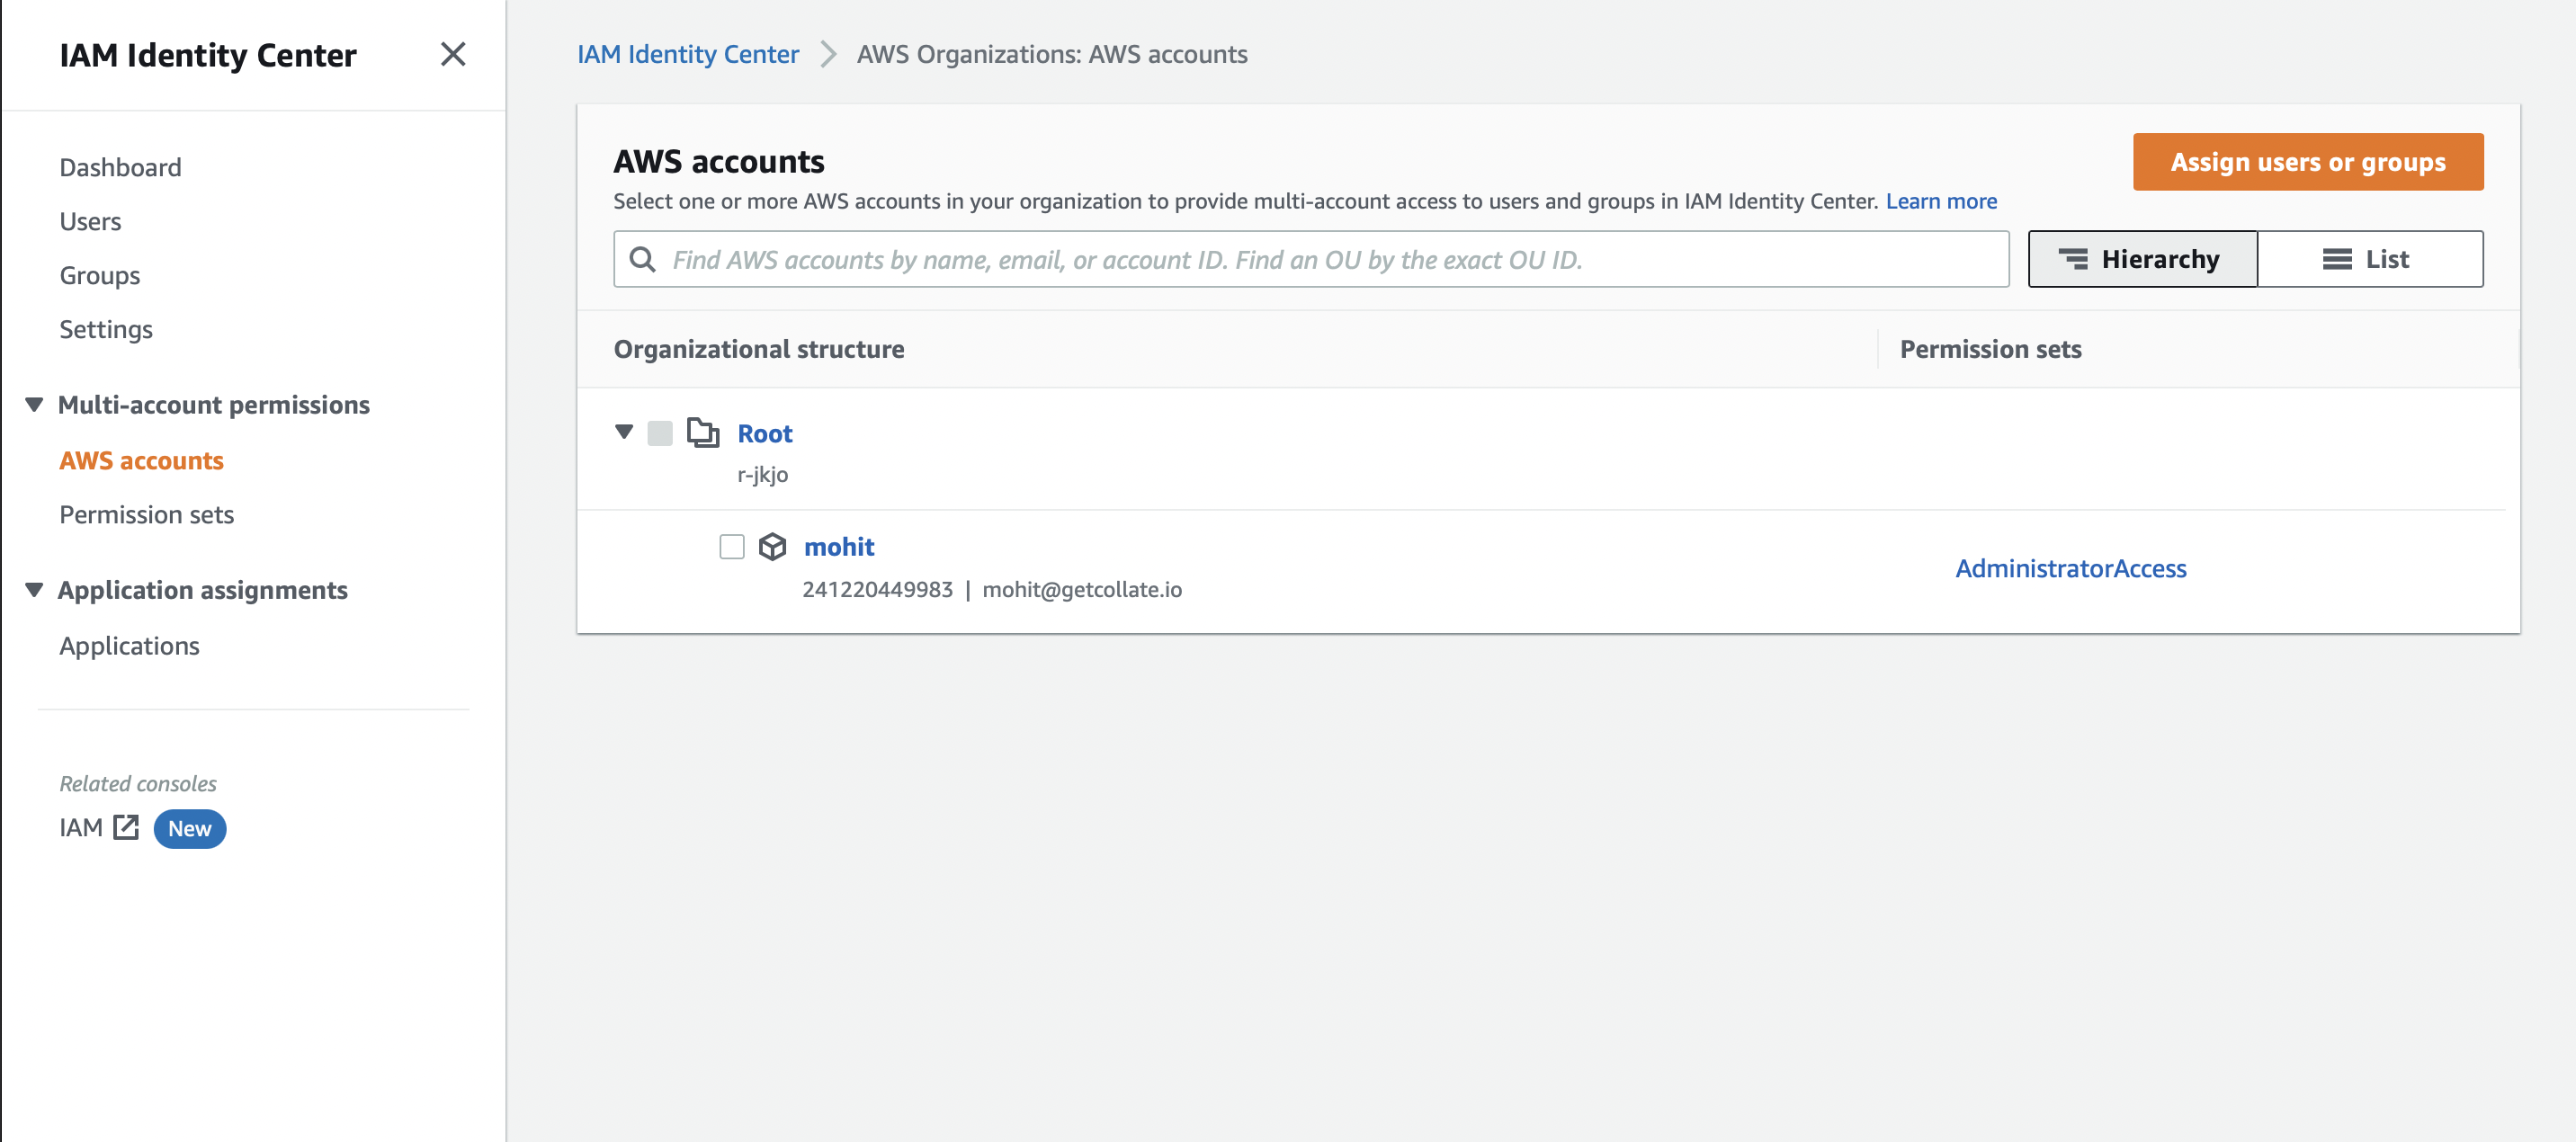 IAM Identity Center
Dashboard
Users
Groups
Settings
Multi-account permissions
AWS accounts
Permission sets
Application assignments
Applications
Related consoles
IAM New
IAM Identity Center > AWS Organizations: AWS accounts
AWS accounts
Assign users or groups
Select one or more AWS accounts in your organization to provide multi-account access to users and groups in IAM Identity Center. Learn more
Find AWS accounts by name, email, or account ID. Find an OU by the exact OU ID.
Hierarchy
List
Organizational structure
Permission sets
Root
r-jkjo
mohit
241220449983 | mohit@getcollate.io
AdministratorAccess